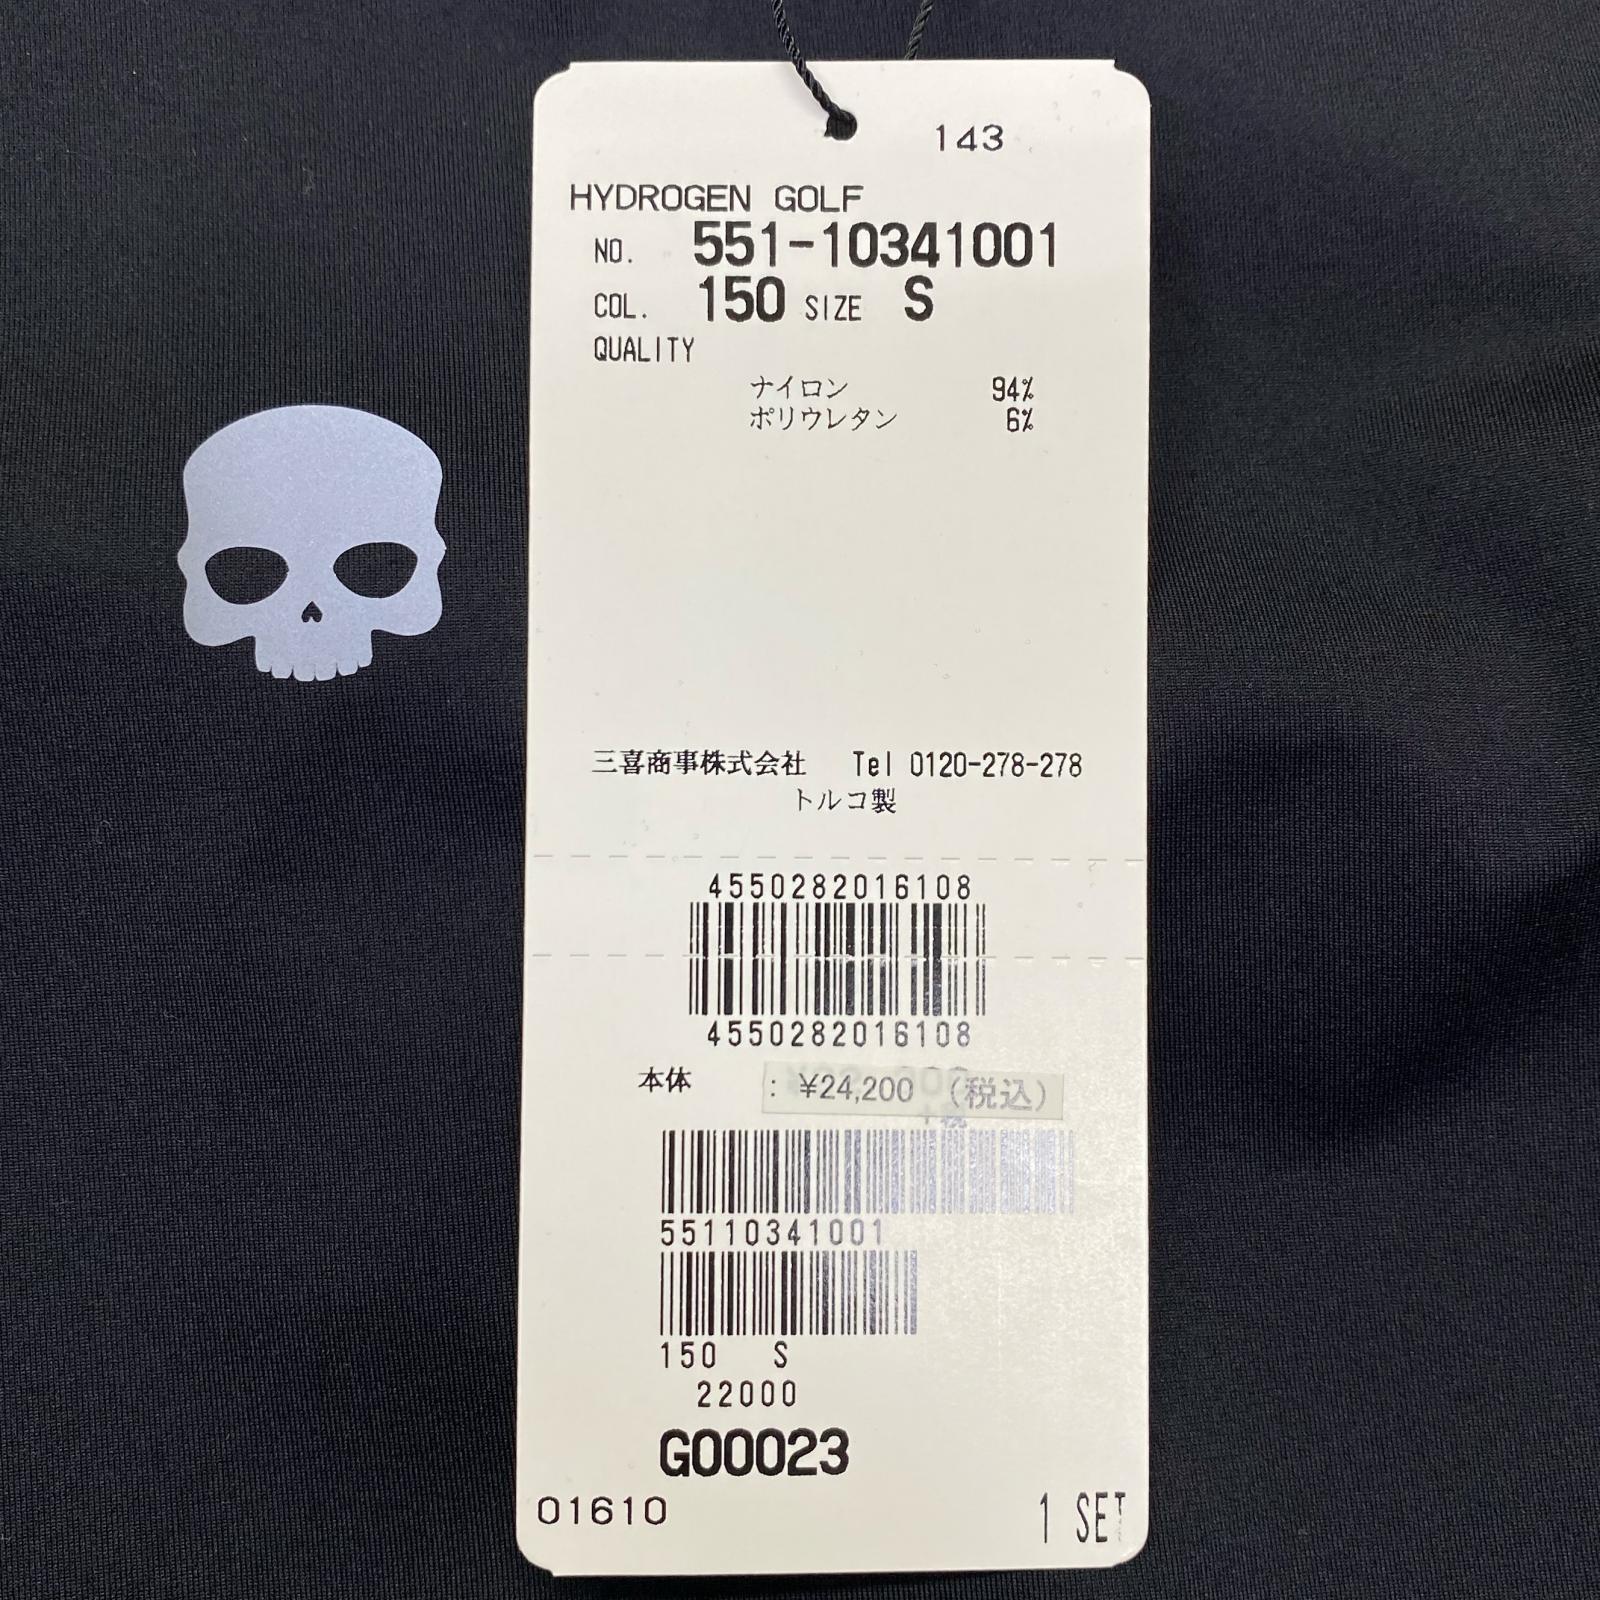 143
HYDROGEN GOLF
NO. 551-10341001
COL. 150 SIZE S
QUALITY
ナイロン 94%
ポリウレタン 6%
三喜商事株式会社 Tel 0120-278-278
トルコ製
4550282016108
4550282016108
本体 : ¥24,200 (税込)
55110341001
150 S
22000
G00023
01610 1 SET